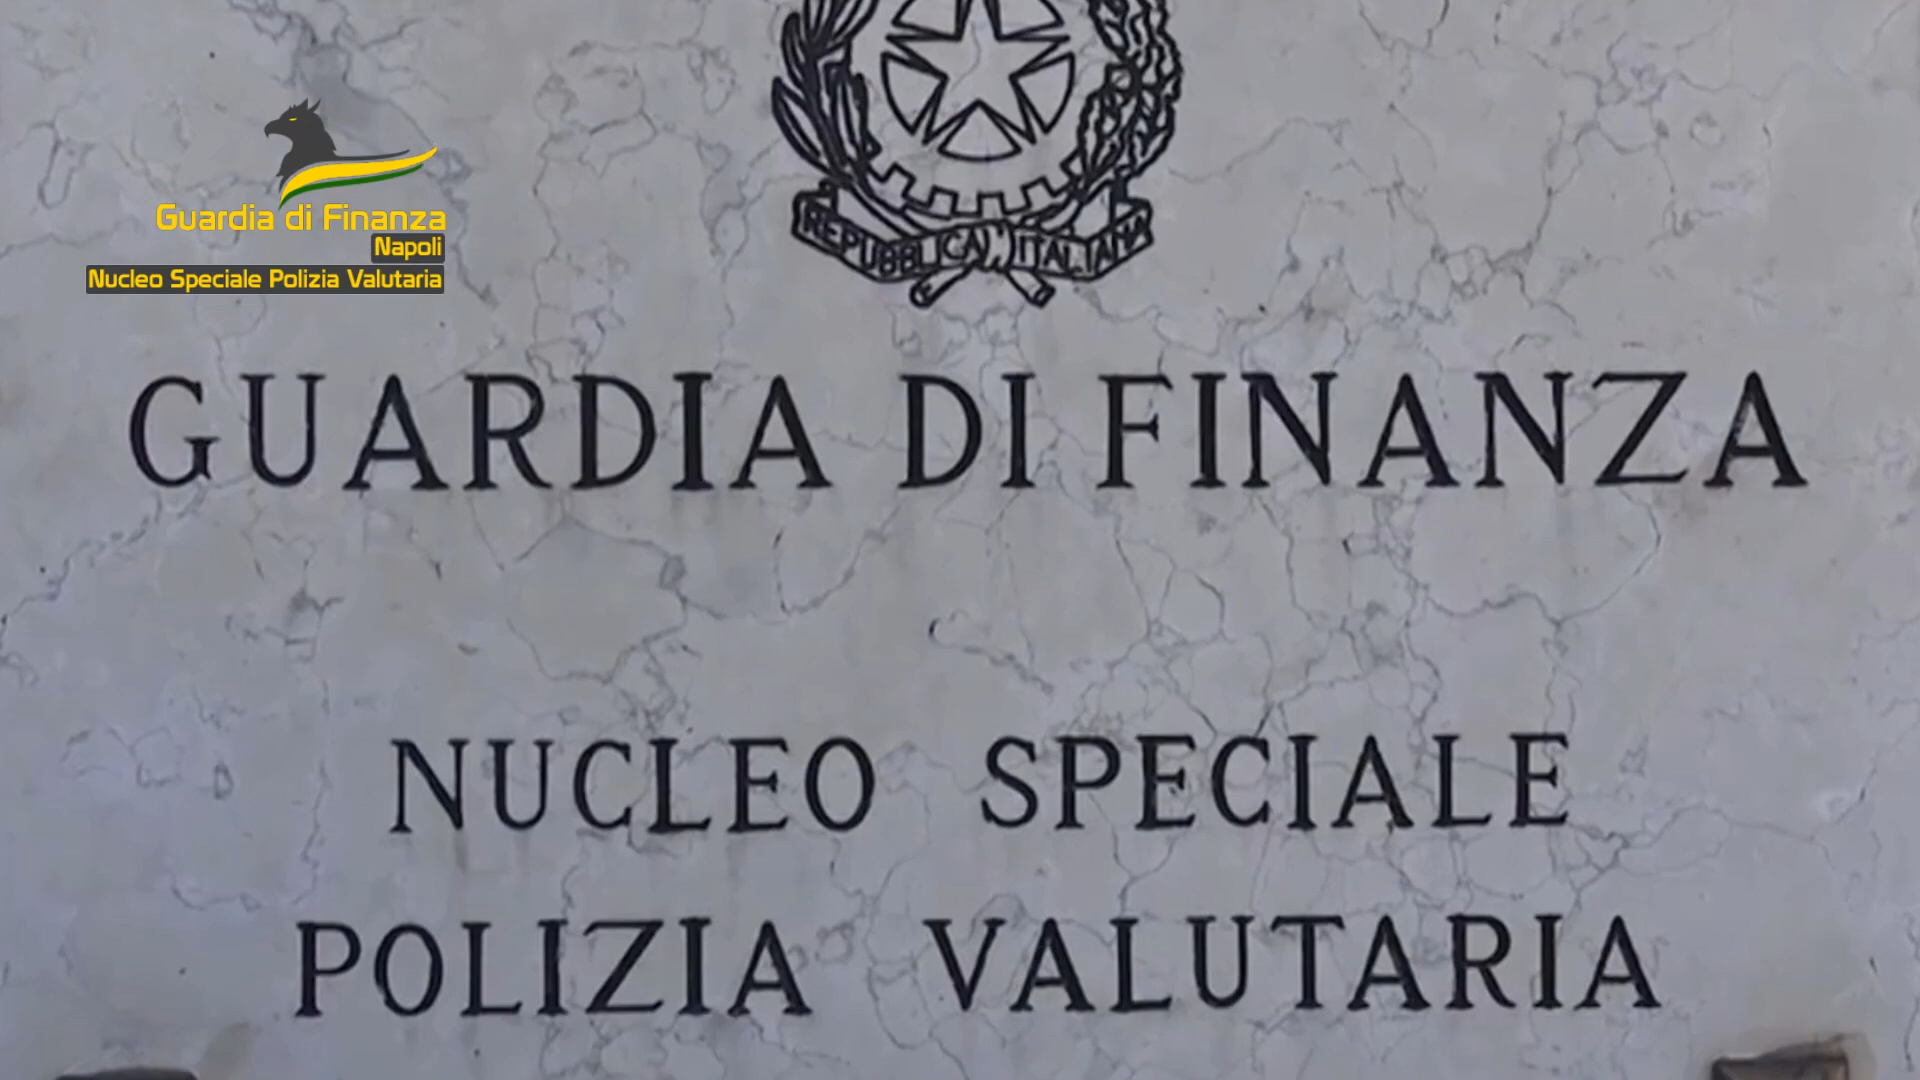 Guardia di Finanza
Napoli
Nucleo Speciale Polizia Valutaria
REPUBBLICA ITALIANA
GUARDIA DI FINANZA
NUCLEO SPECIALE
POLIZIA VALUTARIA